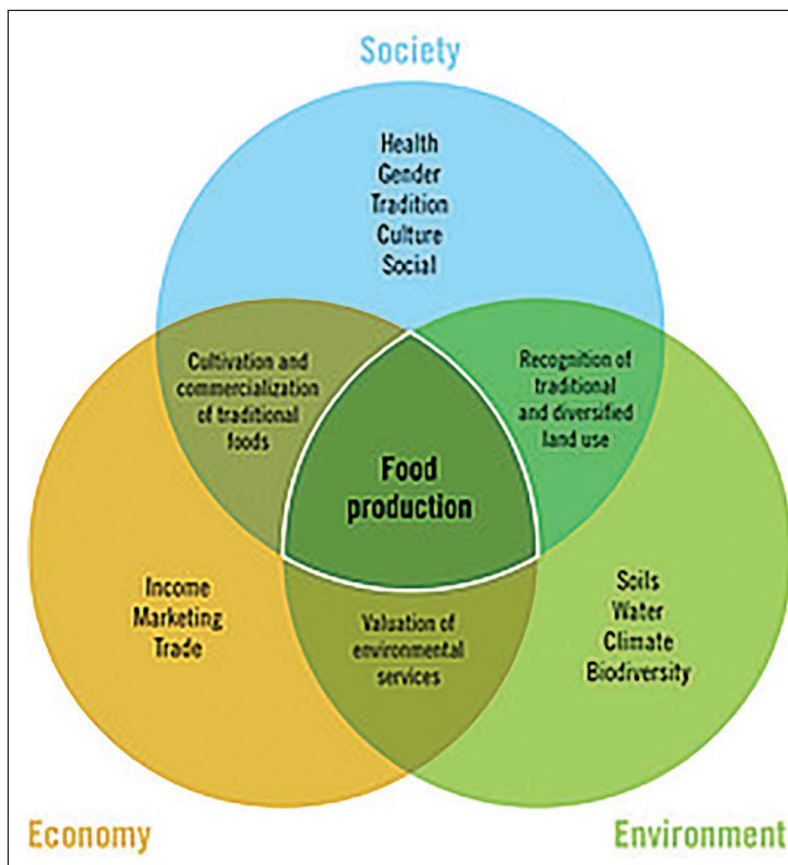 Society
Health
Gender
Tradition
Culture
Social
Cultivation and
commercialization
of traditional
foods
Recognition of
traditional
and diversified
land use
Food
production
Income
Marketing
Trade
Valuation of
environmental
services
Soils
Water
Climate
Biodiversity
Economy
Environment